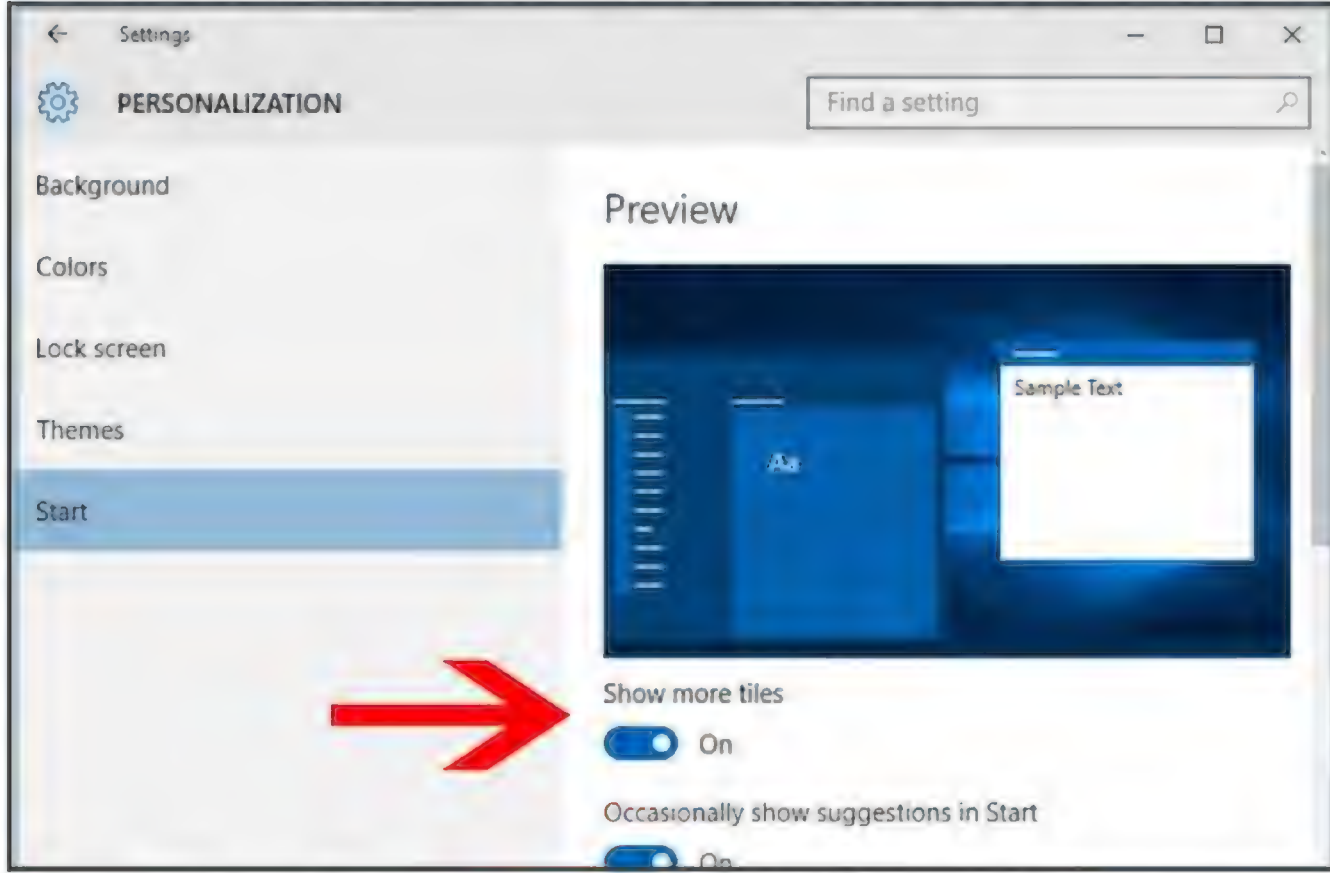 Settings
PERSONALIZATION
Find a setting
Background
Colors
Lock screen
Themes
Start
Preview
Sample Text
Aa
Show more tiles
On
Occasionally show suggestions in Start
On